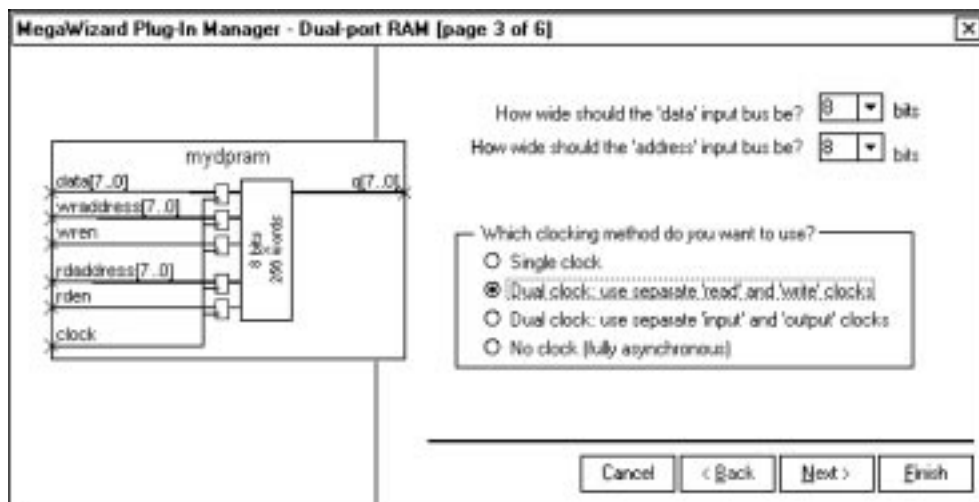 MegaWizard Plug-In Manager - Dual-port RAM [page 3 of 6]
How wide should the 'data' input bus be? 8 bits
How wide should the 'address' input bus be? 8 bits
mydpram
data[7..0]
q[7..0]
wraddress[7..0]
wren
rdaddress[7..0]
rden
clock
8 bits
words
Which clocking method do you want to use?
Single clock
Dual clock: use separate 'read' and 'write' clocks
Dual clock: use separate 'input' and 'output' clocks
No clock (fully asynchronous)
Cancel
< Back
Next >
Finish